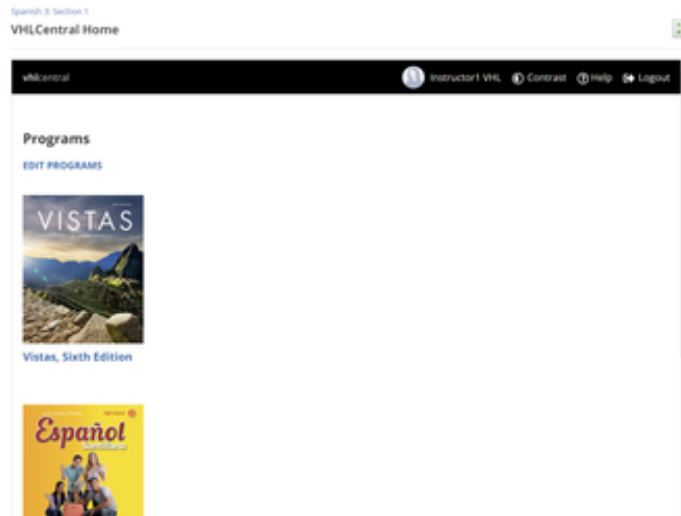 Spanish 3: Section 1
VHLCentral Home
vhlcentral
Instructor1 VHL Contrast Help Logout
Programs
EDIT PROGRAMS
VISTAS
Vistas, Sixth Edition
Español
Santillana